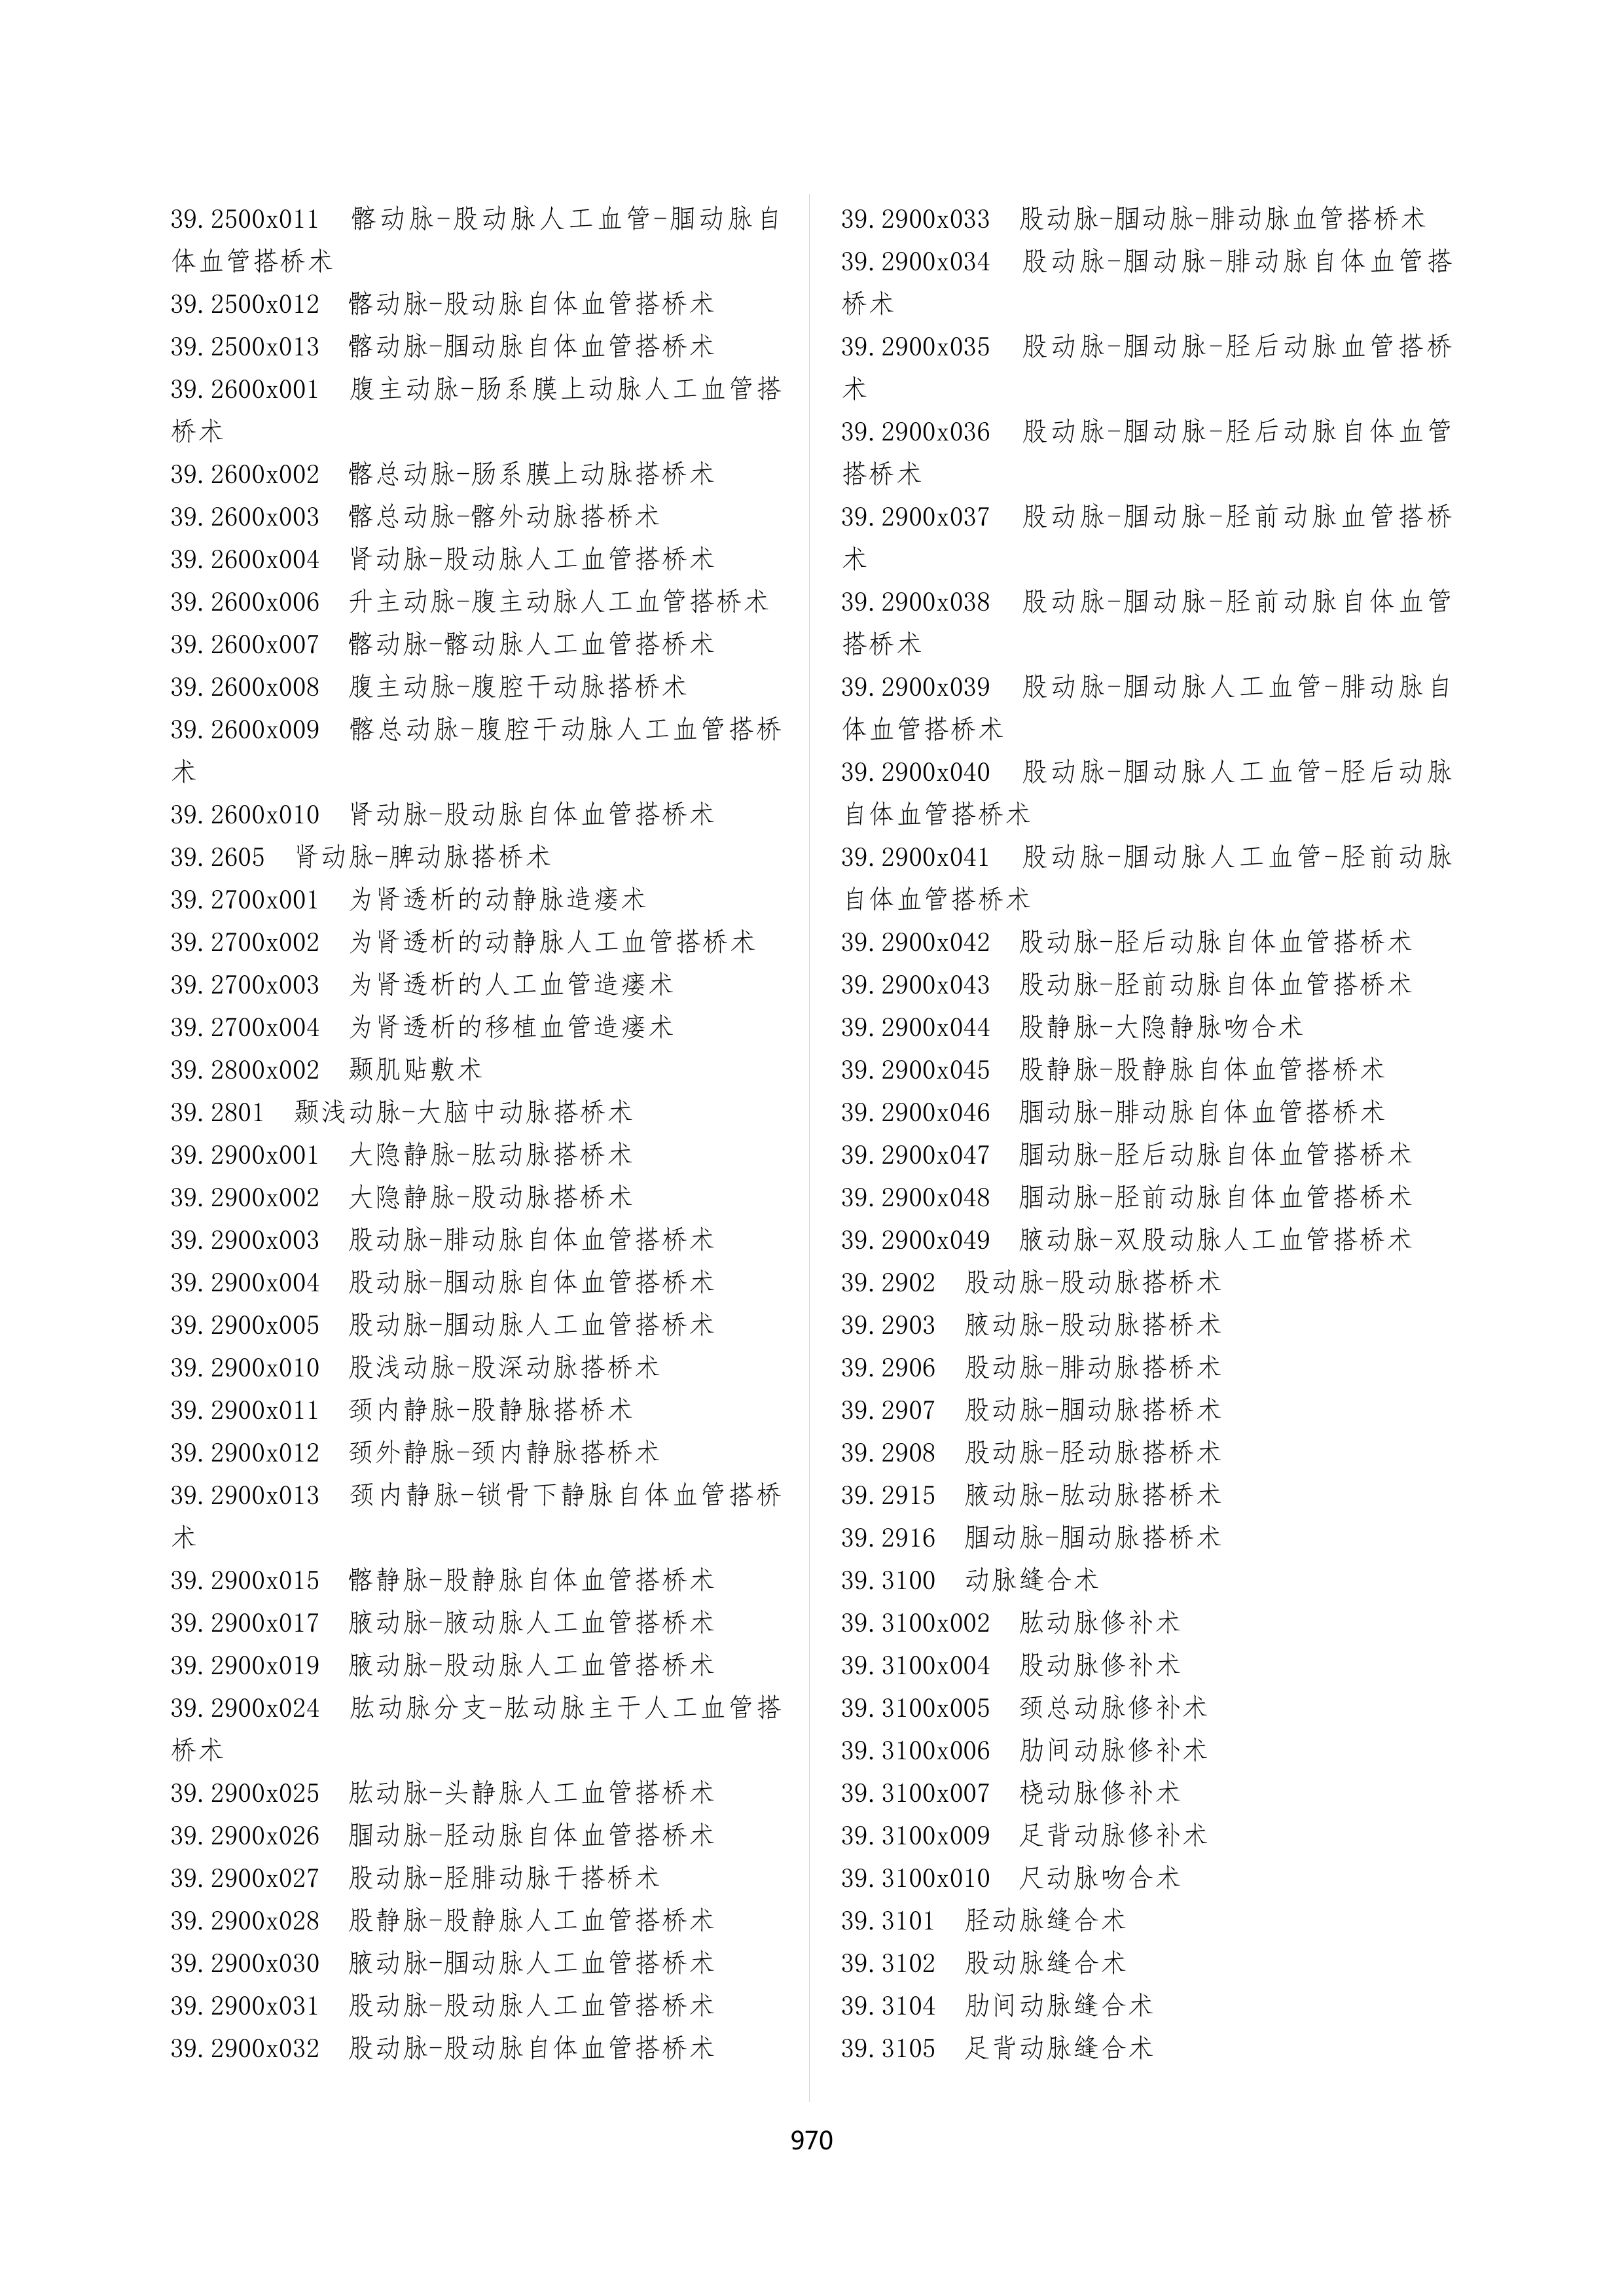 39.2500x011 髂动脉-股动脉人工血管-腘动脉自
体血管搭桥术
39.2500x012 髂动脉-股动脉自体血管搭桥术
39.2500x013 髂动脉-腘动脉自体血管搭桥术
39.2600x001 腹主动脉-肠系膜上动脉人工血管搭
桥术
39.2600x002 髂总动脉-肠系膜上动脉搭桥术
39.2600x003 髂总动脉-髂外动脉搭桥术
39.2600x004 肾动脉-股动脉人工血管搭桥术
39.2600x006 升主动脉-腹主动脉人工血管搭桥术
39.2600x007 髂动脉-髂动脉人工血管搭桥术
39.2600x008 腹主动脉-腹腔干动脉搭桥术
39.2600x009 髂总动脉-腹腔干动脉人工血管搭桥
术
39.2600x010 肾动脉-股动脉自体血管搭桥术
39.2605 肾动脉-脾动脉搭桥术
39.2700x001 为肾透析的动静脉造瘘术
39.2700x002 为肾透析的动静脉人工血管搭桥术
39.2700x003 为肾透析的人工血管造瘘术
39.2700x004 为肾透析的移植血管造瘘术
39.2800x002 颞肌贴敷术
39.2801 颞浅动脉-大脑中动脉搭桥术
39.2900x001 大隐静脉-肱动脉搭桥术
39.2900x002 大隐静脉-股动脉搭桥术
39.2900x003 股动脉-腓动脉自体血管搭桥术
39.2900x004 股动脉-腘动脉自体血管搭桥术
39.2900x005 股动脉-腘动脉人工血管搭桥术
39.2900x010 股浅动脉-股深动脉搭桥术
39.2900x011 颈内静脉-股静脉搭桥术
39.2900x012 颈外静脉-颈内静脉搭桥术
39.2900x013 颈内静脉-锁骨下静脉自体血管搭桥
术
39.2900x015 髂静脉-股静脉自体血管搭桥术
39.2900x017 腋动脉-腋动脉人工血管搭桥术
39.2900x019 腋动脉-股动脉人工血管搭桥术
39.2900x024 肱动脉分支-肱动脉主干人工血管搭
桥术
39.2900x025 肱动脉-头静脉人工血管搭桥术
39.2900x026 腘动脉-胫动脉自体血管搭桥术
39.2900x027 股动脉-胫腓动脉干搭桥术
39.2900x028 股静脉-股静脉人工血管搭桥术
39.2900x030 腋动脉-腘动脉人工血管搭桥术
39.2900x031 股动脉-股动脉人工血管搭桥术
39.2900x032 股动脉-股动脉自体血管搭桥术
39.2900x033 股动脉-腘动脉-腓动脉血管搭桥术
39.2900x034 股动脉-腘动脉-腓动脉自体血管搭
桥术
39.2900x035 股动脉-腘动脉-胫后动脉血管搭桥
术
39.2900x036 股动脉-腘动脉-胫后动脉自体血管
搭桥术
39.2900x037 股动脉-腘动脉-胫前动脉血管搭桥
术
39.2900x038 股动脉-腘动脉-胫前动脉自体血管
搭桥术
39.2900x039 股动脉-腘动脉人工血管-腓动脉自
体血管搭桥术
39.2900x040 股动脉-腘动脉人工血管-胫后动脉
自体血管搭桥术
39.2900x041 股动脉-腘动脉人工血管-胫前动脉
自体血管搭桥术
39.2900x042 股动脉-胫后动脉自体血管搭桥术
39.2900x043 股动脉-胫前动脉自体血管搭桥术
39.2900x044 股静脉-大隐静脉吻合术
39.2900x045 股静脉-股静脉自体血管搭桥术
39.2900x046 腘动脉-腓动脉自体血管搭桥术
39.2900x047 腘动脉-胫后动脉自体血管搭桥术
39.2900x048 腘动脉-胫前动脉自体血管搭桥术
39.2900x049 腋动脉-双股动脉人工血管搭桥术
39.2902 股动脉-股动脉搭桥术
39.2903 腋动脉-股动脉搭桥术
39.2906 股动脉-腓动脉搭桥术
39.2907 股动脉-腘动脉搭桥术
39.2908 股动脉-胫动脉搭桥术
39.2915 腋动脉-肱动脉搭桥术
39.2916 腘动脉-腘动脉搭桥术
39.3100 动脉缝合术
39.3100x002 肱动脉修补术
39.3100x004 股动脉修补术
39.3100x005 颈总动脉修补术
39.3100x006 肋间动脉修补术
39.3100x007 桡动脉修补术
39.3100x009 足背动脉修补术
39.3100x010 尺动脉吻合术
39.3101 胫动脉缝合术
39.3102 股动脉缝合术
39.3104 肋间动脉缝合术
39.3105 足背动脉缝合术
970